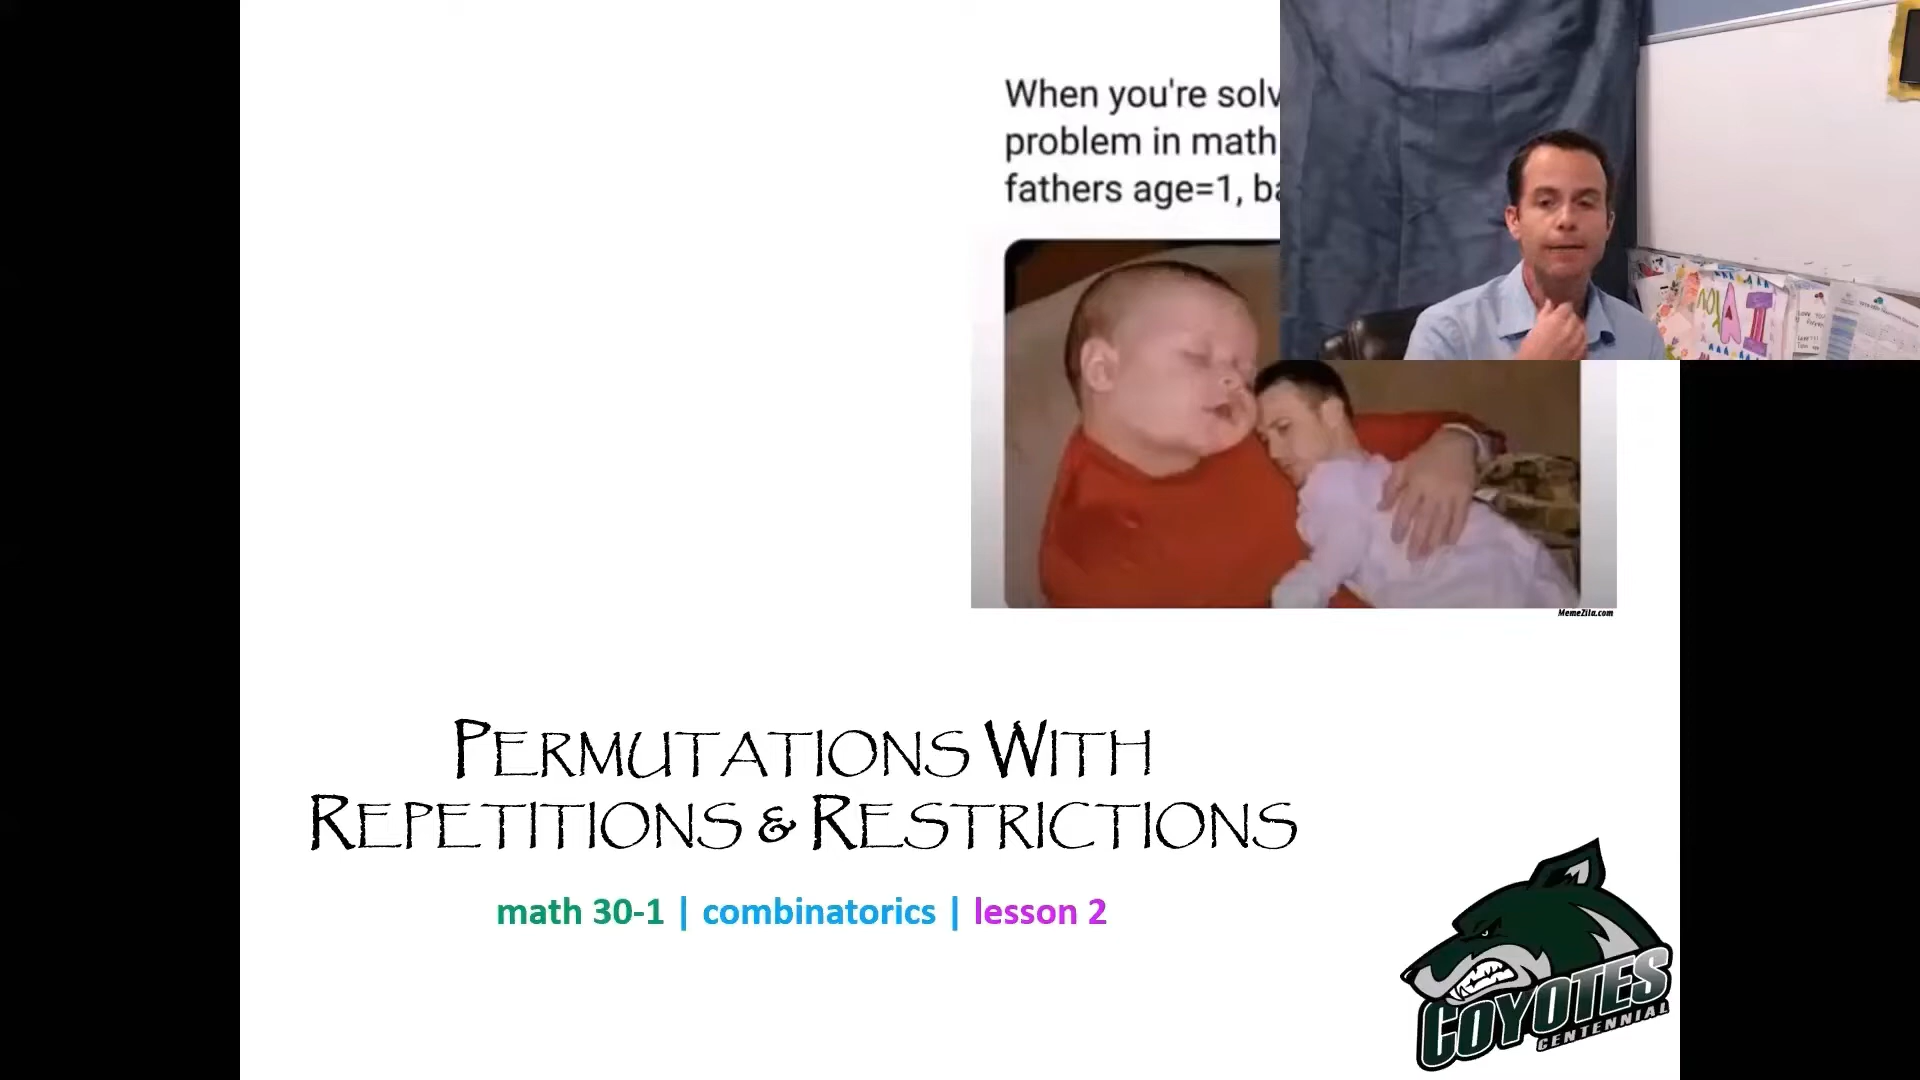 When you're solv
problem in math
fathers age=1, ba
MemeZila.com
PERMUTATIONS WITH
REPETITIONS & RESTRICTIONS
math 30-1 | combinatorics | lesson 2
COYOTES
CENTENNIAL